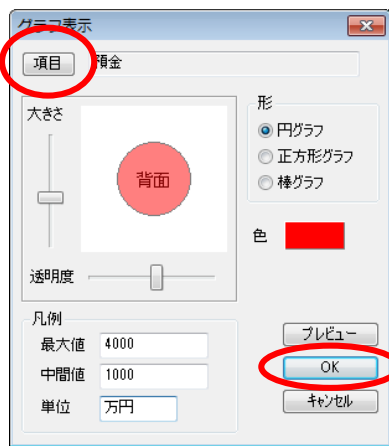 グラフ表示
項目 預金
大きさ
背面
透明度
形
円グラフ
正方形グラフ
棒グラフ
色
凡例
最大値 4000
中間値 1000
単位 万円
プレビュー
OK
キャンセル